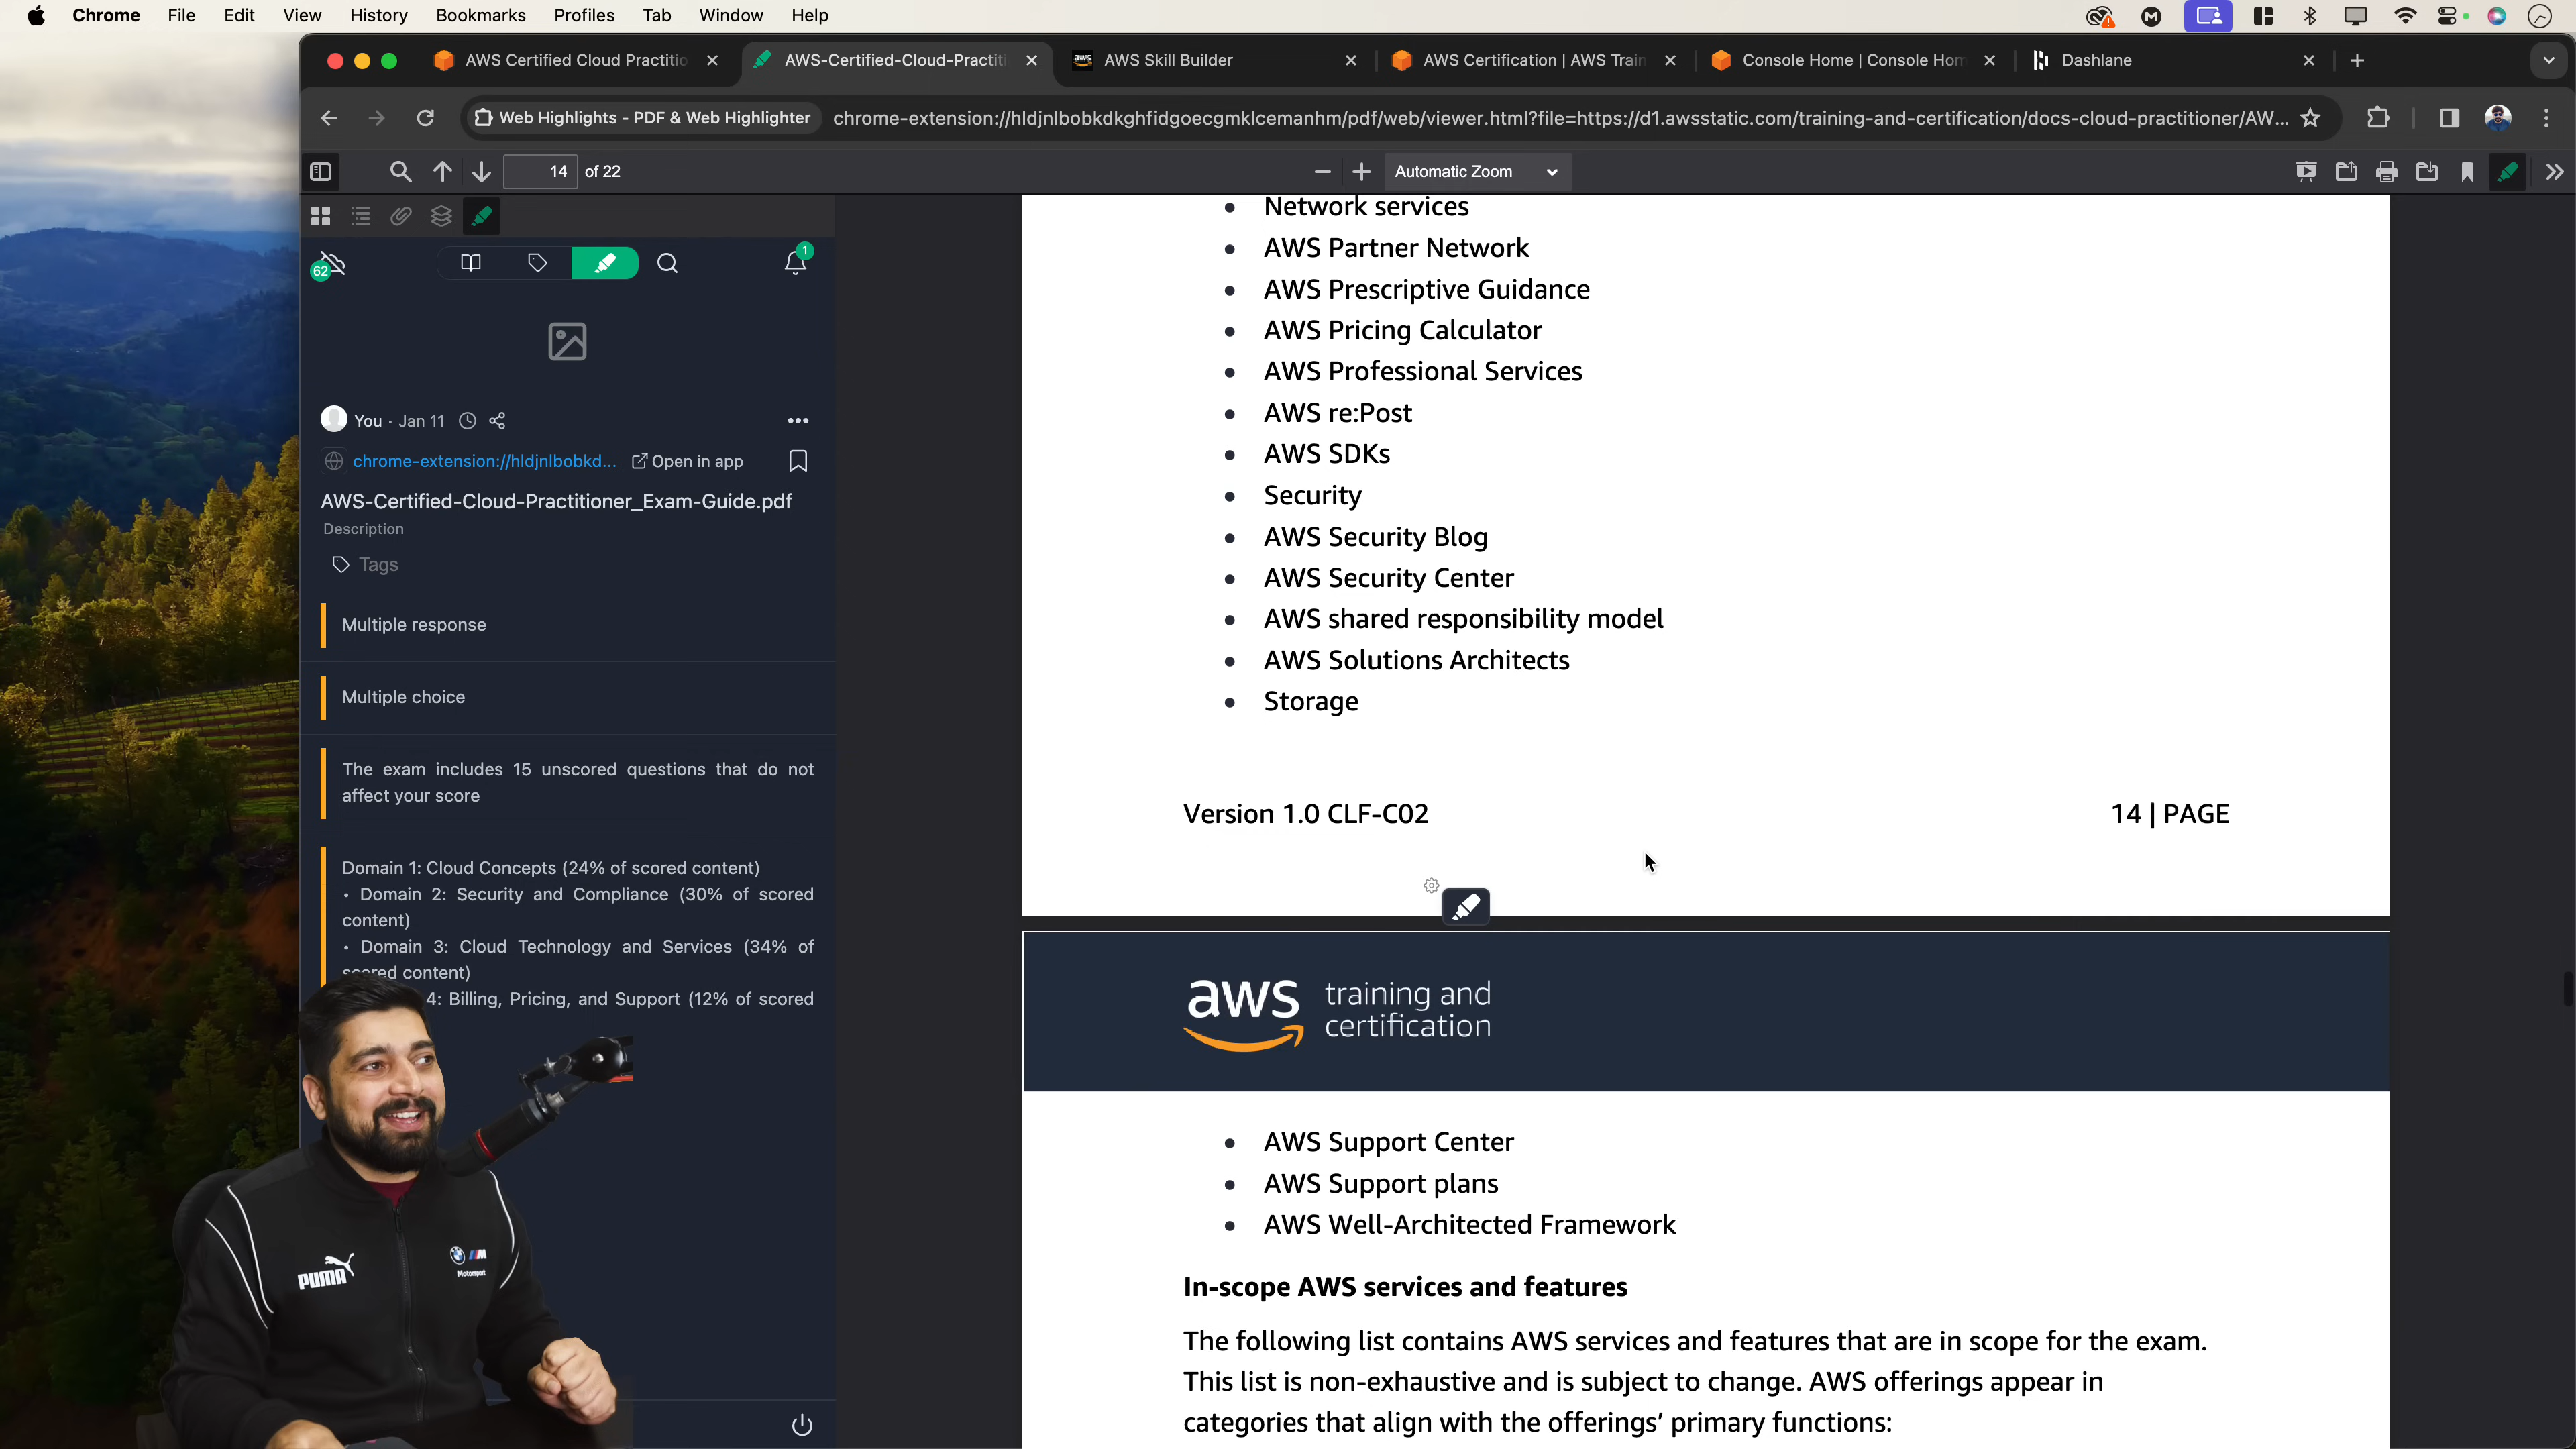 Chrome File Edit View History Bookmarks Profiles Tab Window Help
AWS Certified Cloud Practitio
AWS-Certified-Cloud-Practiti
AWS Skill Builder
AWS Certification | AWS Train
Console Home | Console Hom
Dashlane
Web Highlights - PDF & Web Highlighter
chrome-extension://hldjnlbobkdkghfidgoecgmklcemanhm/pdf/web/viewer.html?file=https://d1.awsstatic.com/training-and-certification/docs-cloud-practitioner/AW...
14 of 22
Automatic Zoom
62
1
You · Jan 11
chrome-extension://hldjnlbobkd...
Open in app
AWS-Certified-Cloud-Practitioner_Exam-Guide.pdf
Description
Tags
Multiple response
Multiple choice
The exam includes 15 unscored questions that do not
affect your score
Domain 1: Cloud Concepts (24% of scored content)
• Domain 2: Security and Compliance (30% of scored
content)
• Domain 3: Cloud Technology and Services (34% of
scored content)
4: Billing, Pricing, and Support (12% of scored
PUMA
M
Motorsport
• Network services
• AWS Partner Network
• AWS Prescriptive Guidance
• AWS Pricing Calculator
• AWS Professional Services
• AWS re:Post
• AWS SDKs
• Security
• AWS Security Blog
• AWS Security Center
• AWS shared responsibility model
• AWS Solutions Architects
• Storage
Version 1.0 CLF-C02
14 | PAGE
aws training and
certification
• AWS Support Center
• AWS Support plans
• AWS Well-Architected Framework
In-scope AWS services and features
The following list contains AWS services and features that are in scope for the exam.
This list is non-exhaustive and is subject to change. AWS offerings appear in
categories that align with the offerings’ primary functions: